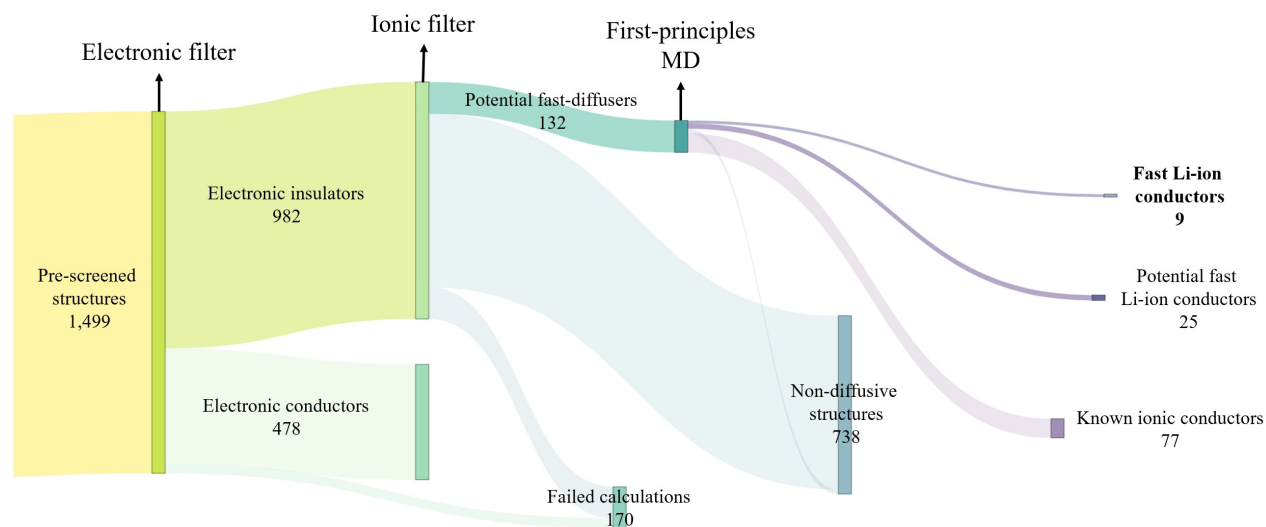 Electronic filter
Ionic filter
First-principles
MD
Pre-screened
structures
1,499
Electronic insulators
982
Electronic conductors
478
Potential fast-diffusers
132
Failed calculations
170
Non-diffusive
structures
738
Fast Li-ion
conductors
9
Potential fast
Li-ion conductors
25
Known ionic conductors
77